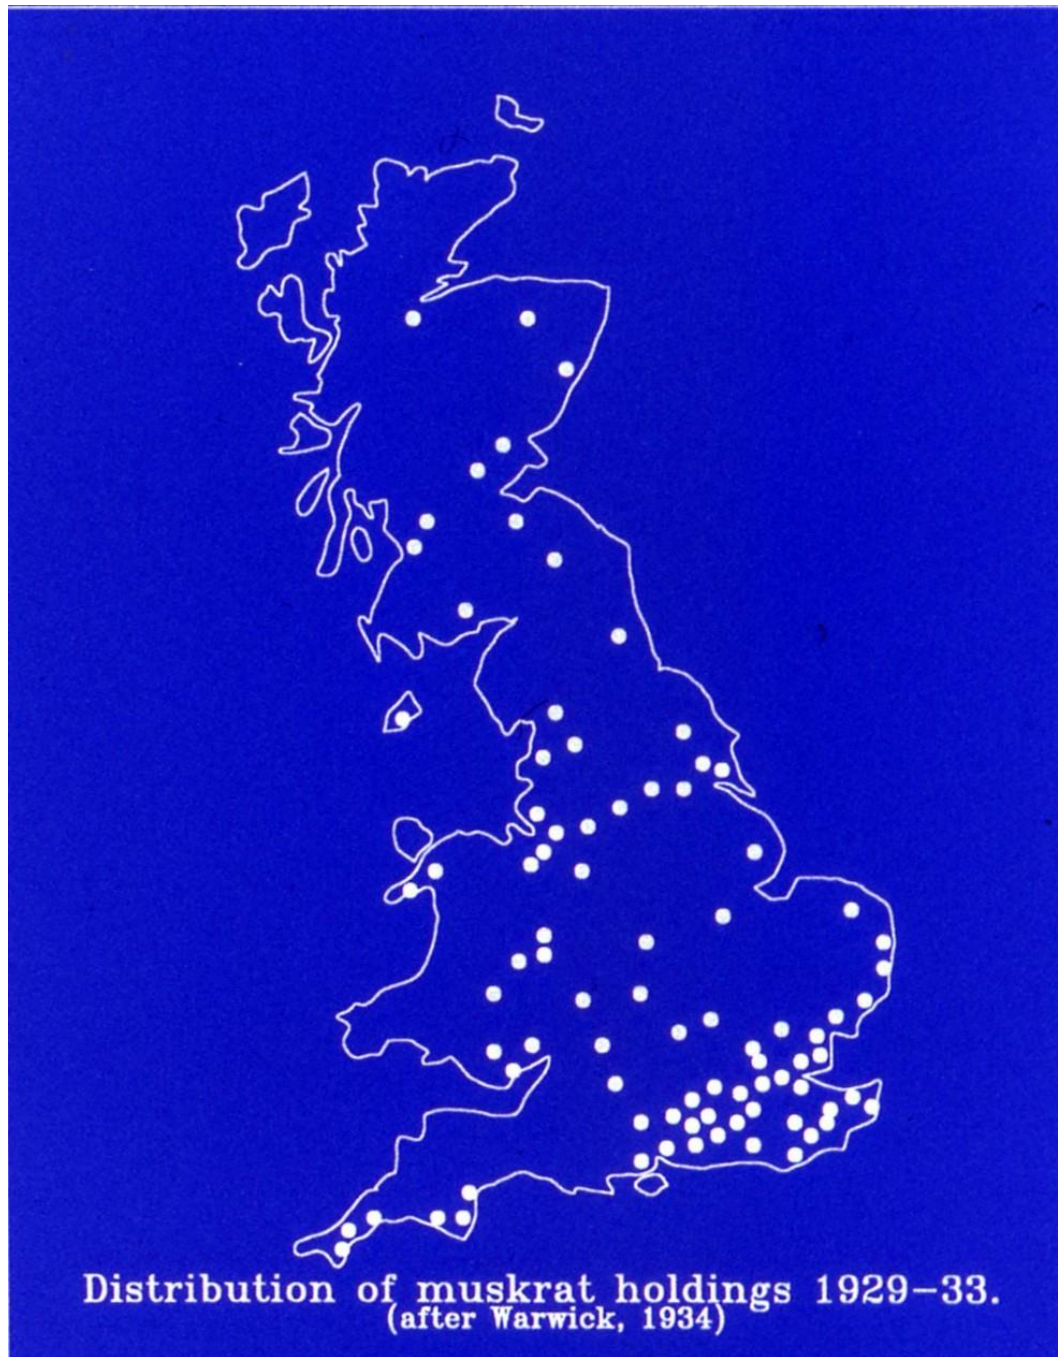 Distribution of muskrat holdings 1929-33.
(after Warwick, 1934)